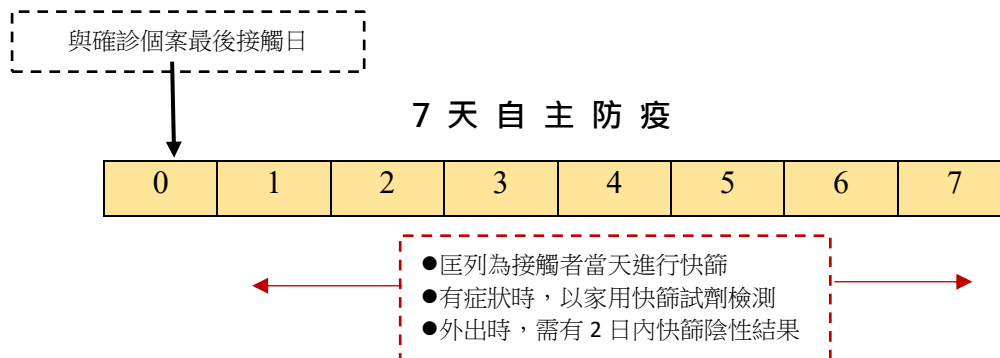 與確診個案最後接觸日
7 天 自 主 防 疫
0 1 2 3 4 5 6 7
●匡列為接觸者當天進行快篩
●有症狀時，以家用快篩試劑檢測
●外出時，需有 2 日內快篩陰性結果